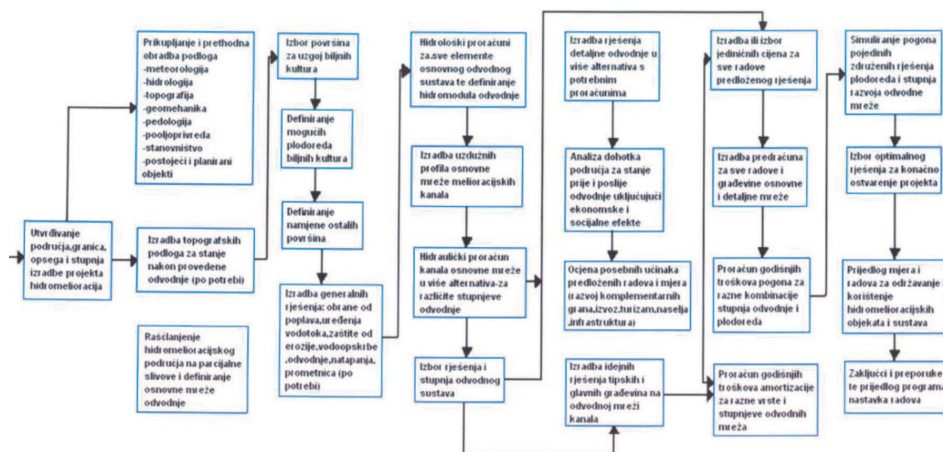 Utvrđivanje
područja,granica,
opsega i stupnja
izradbe projekta
hidromelioracija
Prikupljanje i prethodna
obradba podloga
-meteorologija
-hidrologija
-topografija
-geomehanika
-pedologija
-pooljoprivreda
-stanovništvo
-postojeći i planirani
objekti
Izradba topografskih
podloga za stanje
nakon provedene
odvodnje (po potrebi)
Raščlanjenje
hidromelioracijskog
područja na parcijalne
slivove i definiranje
osnovne mreže
odvodnje
Izbor površina
za uzgoj biljnih
kultura
Definiranje
mogućih
plodoreda
biljnih kultura
Definiranje
namjene ostalih
površina
Izradba generalnih
rješenja: obrane od
poplava,uređenja
vodotoka,zaštite od
erozije,vodoopskrbe
,odvodnje,natapanja,
prometnica (po
potrebi)
Hidrološki proračuni
za.sve elemente
osnovnog odvodnog
sustava te definiranje
hidromodula odvodnje
Izradba uzdužnih
profila osnovne
mreže melioracijskih
kanala
Hidraulički proračun
kanala osnovne mreže
u više alternativa-za
različite stupnjeve
odvodnje
Izbor rješenja i
stupnja odvodnog
sustava
Izradba rješenja
detaljne odvodnje u
više alternativa s
potrebnim
proračunima
Analiza dohotka
područja za stanje
prije i poslije
odvodnje uključujući
ekonomske i
socijalne efekte
Ocjena posebnih učinaka
predloženih radova i mjera
(razvoj komplementarnih
grana,izvoz,turizam,naselja
,infrastruktura)
Izradba idejnih
rješenja tipskih i
glavnih građevina na
odvodnoj mreži
kanala
Izradba ili izbor
jediničnih cijena za
sve radove
predloženog rješenja
Izradba predračuna
za sve radove i
građevine osnovne i
detaljne mreže
Proračun godišnjih
troškova pogona za
razne kombinacije
stupnja odvodnje i
plodoreda
Proračun godišnjih
troškova amortizacije
za razne vrste i
stupnjeve odvodnih
mreža
Simuliranje pogona
pojedinih
združenih rješenja
plodoreda i stupnja
razvoja odvodne
mreže
Izbor optimalnog
rješenja za konačno
ostvarenje projekta
Prijedlog mjera i
radova za održavanje i
korištenje
hidromelioracijskih
objekata i sustava
Zaključci i preporuke
te prijedlog programa
nastavka radova